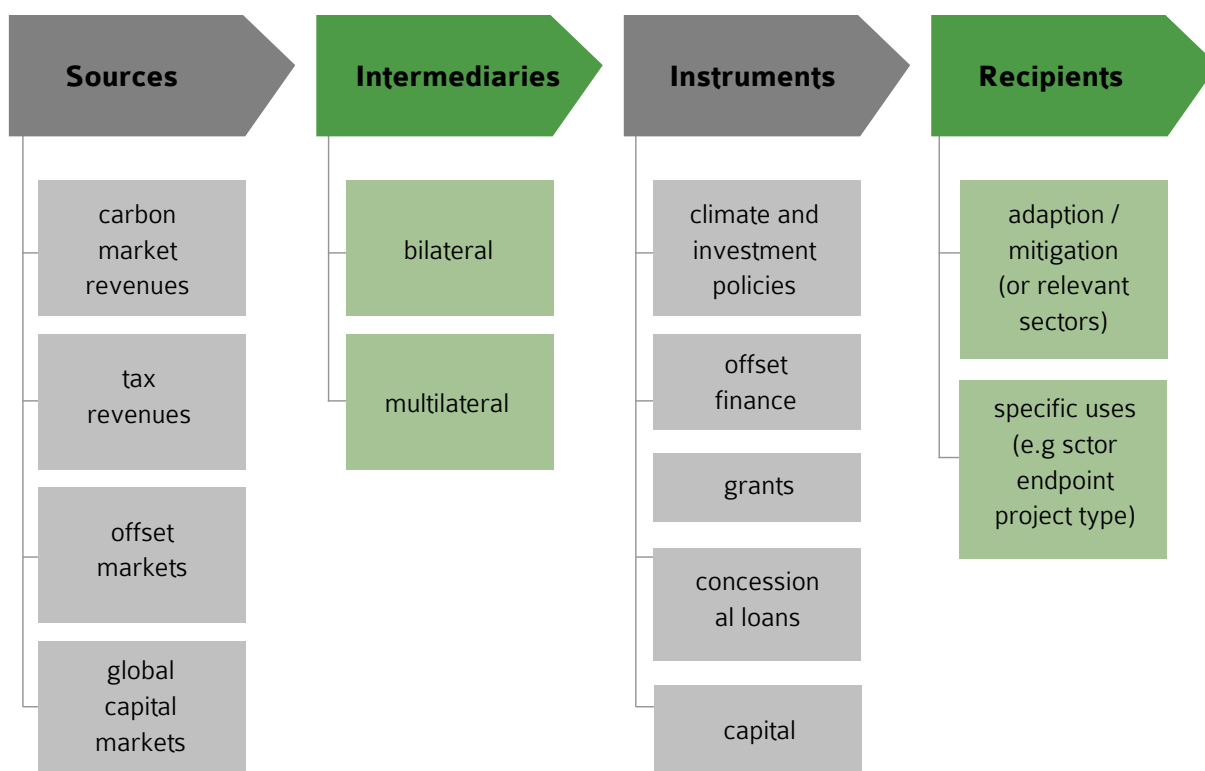 Sources
Intermediaries
Instruments
Recipients
carbon
market
revenues
tax
revenues
offset
markets
global
capital
markets
bilateral
multilateral
climate and
investment
policies
offset
finance
grants
concession
al loans
capital
adaption /
mitigation
(or relevant
sectors)
specific uses
(e.g sctor
endpoint
project type)